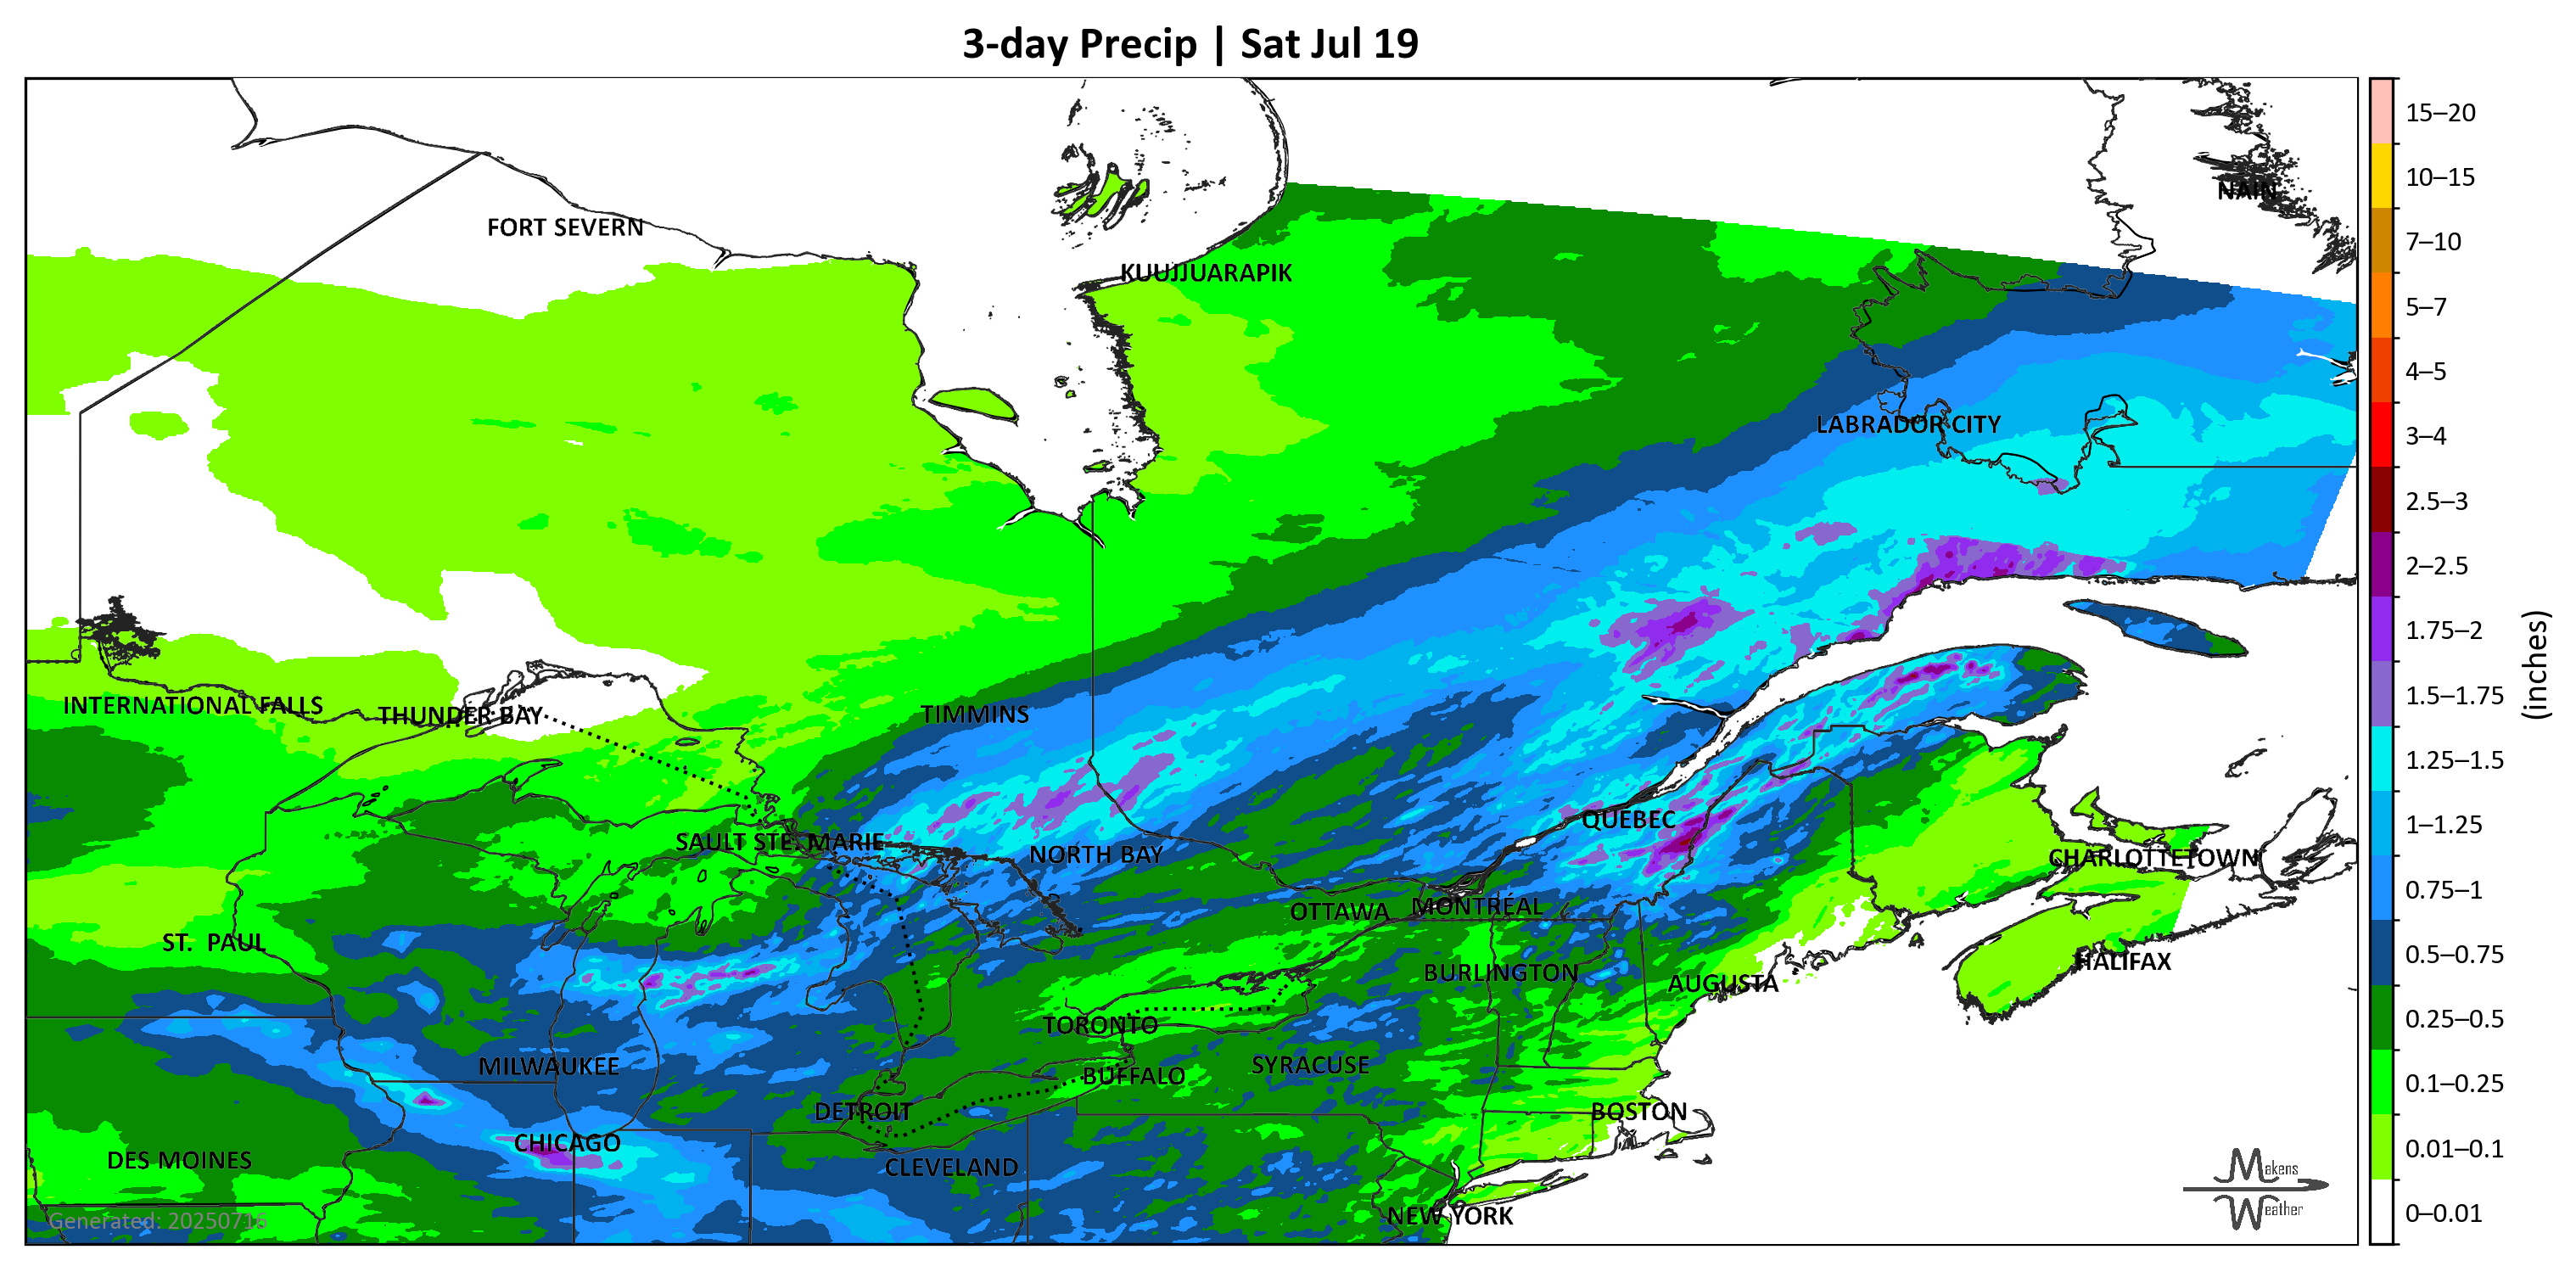 3-day Precip | Sat Jul 19
NAIN
FORT SEVERN
KUUJJUARAPIK
LABRADOR CITY
INTERNATIONAL FALLS
THUNDER BAY
TIMMINS
QUEBEC
SAULT STE. MARIE
NORTH BAY
CHARLOTTETOWN
OTTAWA
MONTREAL
ST. PAUL
HALIFAX
BURLINGTON
AUGUSTA
TORONTO
MILWAUKEE
SYRACUSE
BUFFALO
DETROIT
BOSTON
CHICAGO
DES MOINES
CLEVELAND
NEW YORK
Generated: 20250716
Makens
Weather
15–20
10–15
7–10
5–7
4–5
3–4
2.5–3
2–2.5
1.75–2
1.5–1.75
1.25–1.5
1–1.25
0.75–1
0.5–0.75
0.25–0.5
0.1–0.25
0.01–0.1
0–0.01
(inches)